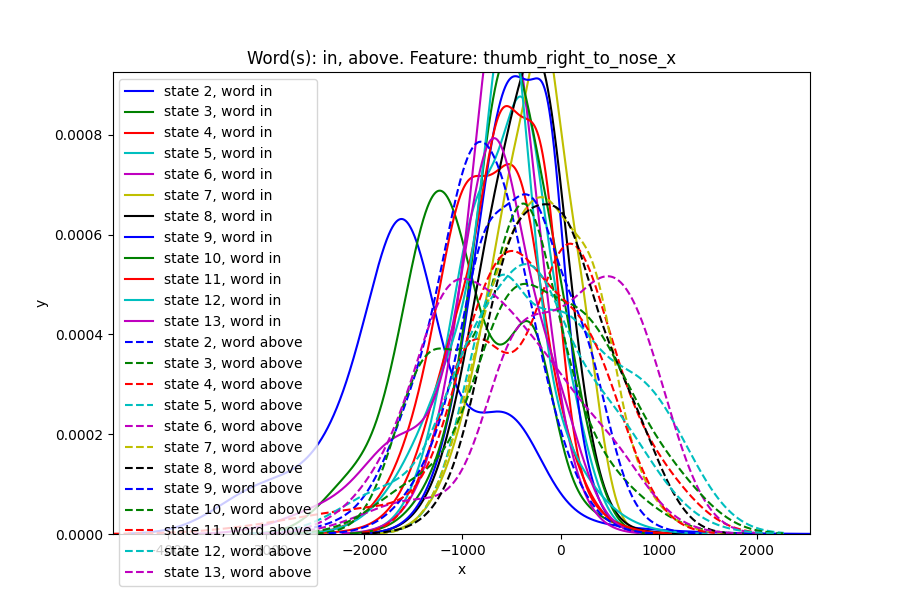 Word(s): in, above. Feature: thumb_right_to_nose_x
y
0.0008
0.0006
0.0004
0.0002
0.0000
state 2, word in
state 3, word in
state 4, word in
state 5, word in
state 6, word in
state 7, word in
state 8, word in
state 9, word in
state 10, word in
state 11, word in
state 12, word in
state 13, word in
state 2, word above
state 3, word above
state 4, word above
state 5, word above
state 6, word above
state 7, word above
state 8, word above
state 9, word above
state 10, word above
state 11, word above
state 12, word above
state 13, word above
−2000 −1000 0 1000 2000
x